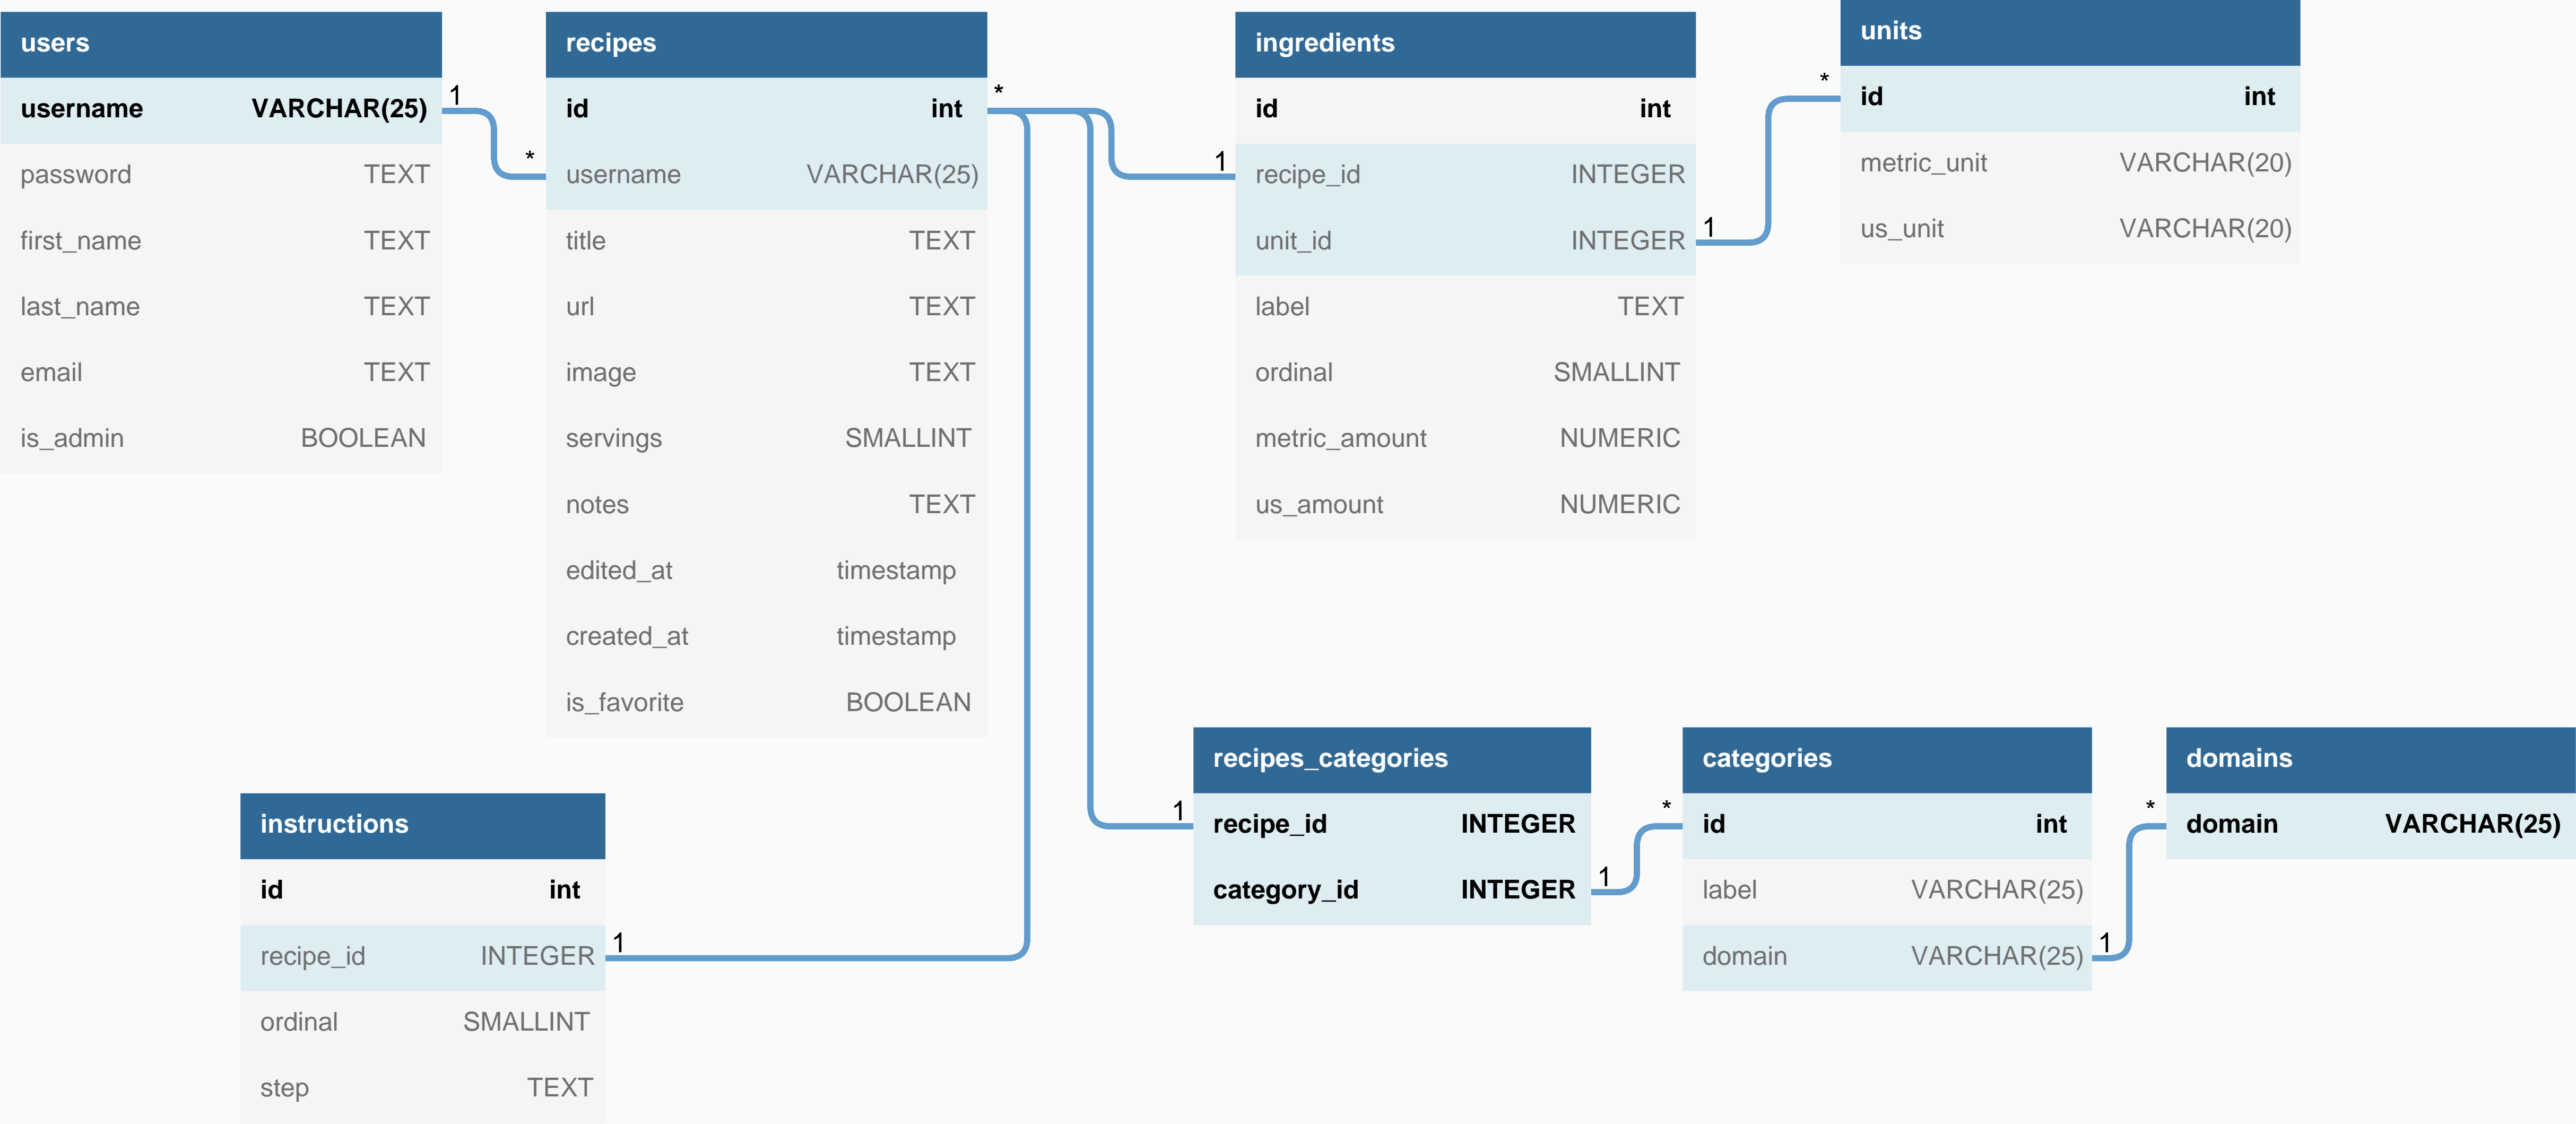 users
username VARCHAR(25)
password TEXT
first_name TEXT
last_name TEXT
email TEXT
is_admin BOOLEAN
1
*
recipes
id int
username VARCHAR(25)
title TEXT
url TEXT
image TEXT
servings SMALLINT
notes TEXT
edited_at timestamp
created_at timestamp
is_favorite BOOLEAN
*
1
ingredients
id int
recipe_id INTEGER
unit_id INTEGER
label TEXT
ordinal SMALLINT
metric_amount NUMERIC
us_amount NUMERIC
1
*
units
id int
metric_unit VARCHAR(20)
us_unit VARCHAR(20)
instructions
id int
recipe_id INTEGER
ordinal SMALLINT
step TEXT
1
1
recipes_categories
recipe_id INTEGER
category_id INTEGER
1
*
categories
id int
label VARCHAR(25)
domain VARCHAR(25)
1
*
domains
domain VARCHAR(25)